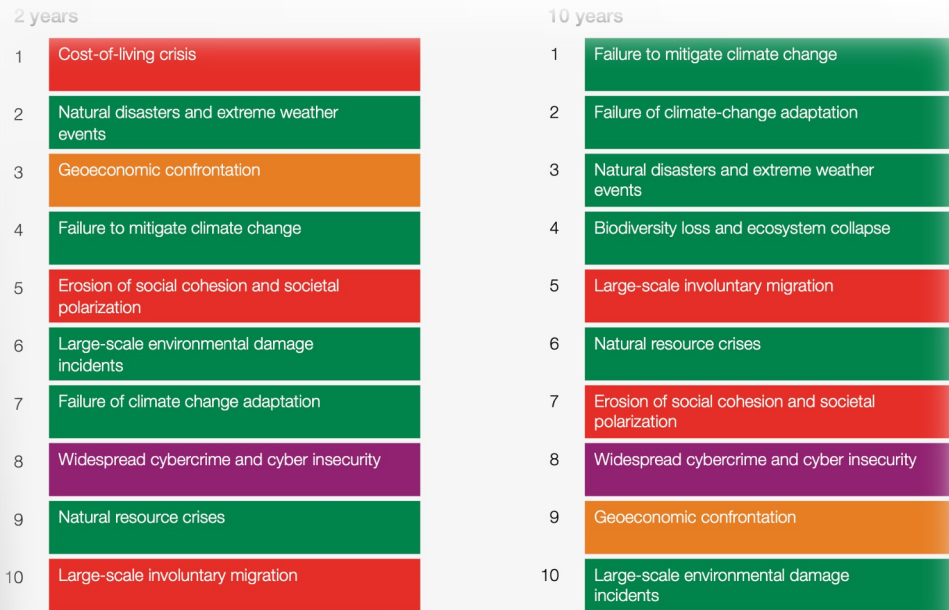 2 years
1 Cost-of-living crisis
2 Natural disasters and extreme weather
events
3 Geoeconomic confrontation
4 Failure to mitigate climate change
5 Erosion of social cohesion and societal
polarization
6 Large-scale environmental damage
incidents
7 Failure of climate change adaptation
8 Widespread cybercrime and cyber insecurity
9 Natural resource crises
10 Large-scale involuntary migration
10 years
1 Failure to mitigate climate change
2 Failure of climate-change adaptation
3 Natural disasters and extreme weather
events
4 Biodiversity loss and ecosystem collapse
5 Large-scale involuntary migration
6 Natural resource crises
7 Erosion of social cohesion and societal
polarization
8 Widespread cybercrime and cyber insecurity
9 Geoeconomic confrontation
10 Large-scale environmental damage
incidents